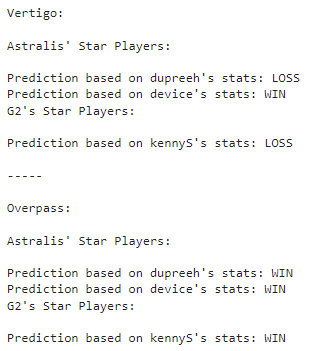 Vertigo:
Astralis' Star Players:
Prediction based on dupreeh's stats: LOSS
Prediction based on device's stats: WIN
G2's Star Players:
Prediction based on kennyS's stats: LOSS
-----
Overpass:
Astralis' Star Players:
Prediction based on dupreeh's stats: WIN
Prediction based on device's stats: WIN
G2's Star Players:
Prediction based on kennyS's stats: WIN